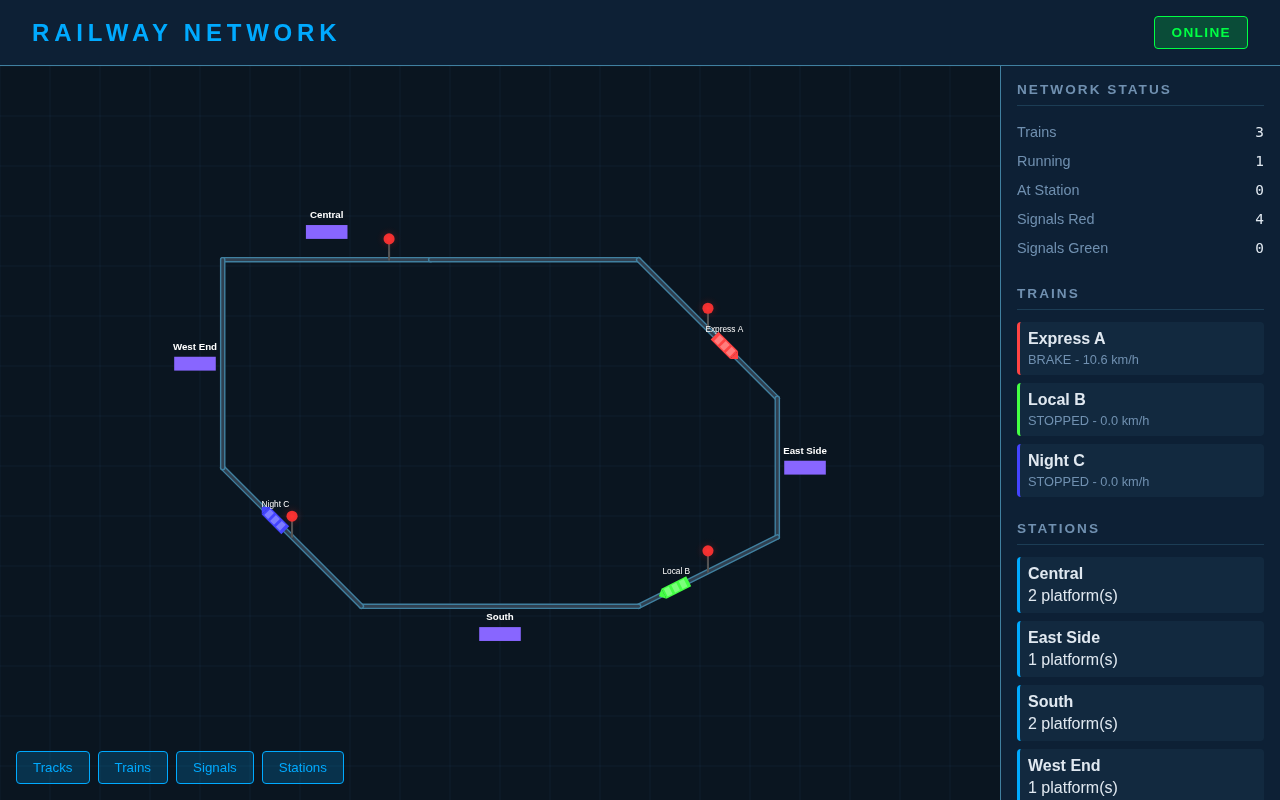 RAILWAY NETWORK
ONLINE
Central
West End
Express A
East Side
Night C
Local B
South
Tracks
Trains
Signals
Stations
NETWORK STATUS
Trains 3
Running 1
At Station 0
Signals Red 4
Signals Green 0
TRAINS
Express A
BRAKE - 10.6 km/h
Local B
STOPPED - 0.0 km/h
Night C
STOPPED - 0.0 km/h
STATIONS
Central
2 platform(s)
East Side
1 platform(s)
South
2 platform(s)
West End
1 platform(s)